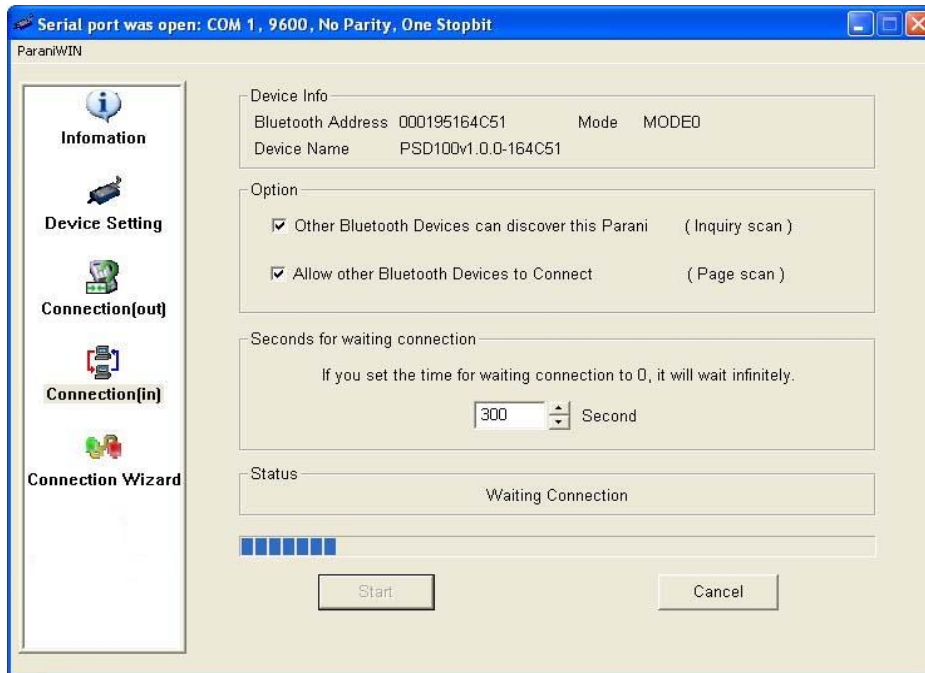 Serial port was open: COM 1, 9600, No Parity, One Stopbit
ParaniWIN
Infomation
Device Setting
Connection(out)
Connection(in)
Connection Wizard
Device Info
Bluetooth Address 000195164C51 Mode MODE0
Device Name PSD100v1.0.0-164C51
Option
Other Bluetooth Devices can discover this Parani ( Inquiry scan )
Allow other Bluetooth Devices to Connect ( Page scan )
Seconds for waiting connection
If you set the time for waiting connection to 0, it will wait infinitely.
300 Second
Status
Waiting Connection
Start Cancel